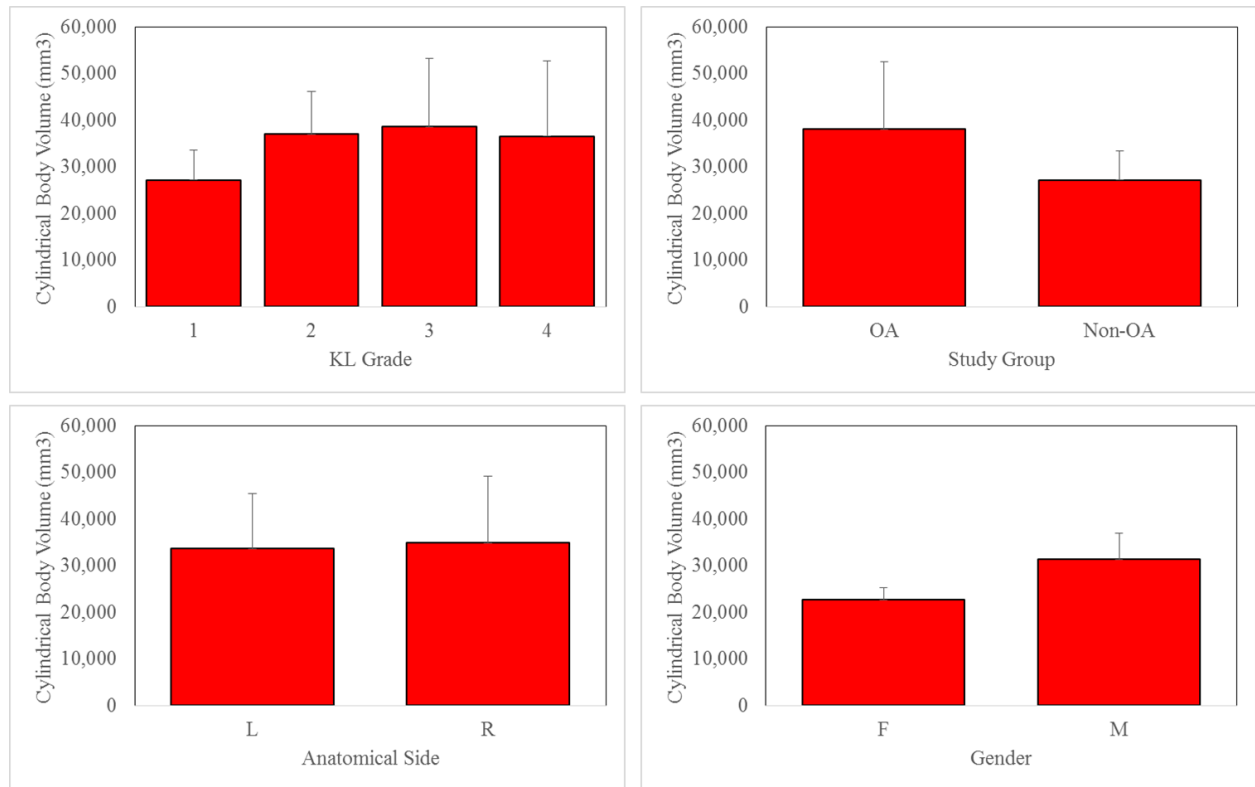 Cylindrical Body Volume (mm3)
60,000
50,000
40,000
30,000
20,000
10,000
0
1 2 3 4
KL Grade
Cylindrical Body Volume (mm3)
60,000
50,000
40,000
30,000
20,000
10,000
0
OA Non-OA
Study Group
Cylindrical Body Volume (mm3)
60,000
50,000
40,000
30,000
20,000
10,000
0
L R
Anatomical Side
Cylindrical Body Volume (mm3)
60,000
50,000
40,000
30,000
20,000
10,000
0
F M
Gender